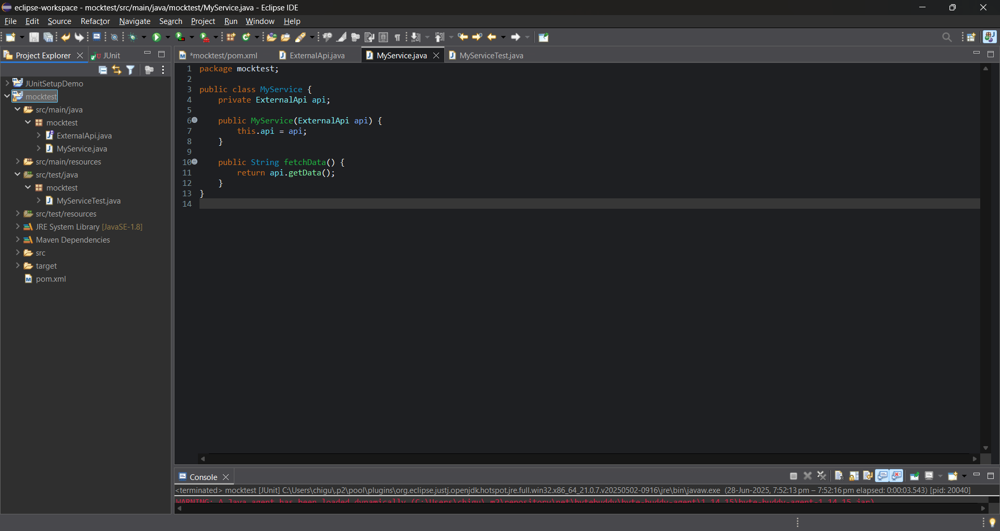 eclipse-workspace - mocktest/src/main/java/mocktest/MyService.java - Eclipse IDE
File Edit Source Refactor Navigate Search Project Run Window Help
Project Explorer
JUnit
JUnitSetupDemo
mocktest
src/main/java
mocktest
ExternalApi.java
MyService.java
src/main/resources
src/test/java
mocktest
MyServiceTest.java
src/test/resources
JRE System Library [JavaSE-1.8]
Maven Dependencies
src
target
pom.xml
*mocktest/pom.xml
ExternalApi.java
MyService.java
MyServiceTest.java
1 package mocktest;
2
3 public class MyService {
4 private ExternalApi api;
5
6 public MyService(ExternalApi api) {
7 this.api = api;
8 }
9
10 public String fetchData() {
11 return api.getData();
12 }
13 }
14
Console
<terminated> mocktest [JUnit] C:\Users\chigu\.p2\pool\plugins\org.eclipse.justj.openjdk.hotspot.jre.full.win32.x86_64_21.0.7.v20250502-0916\jre\bin\javaw.exe (28-Jun-2025, 7:52:13 pm – 7:52:16 pm elapsed: 0:00:03.543) [pid: 20040]
WARNING: A Java agent has been loaded dynamically (C:\Users\chigu\.m2\repository\net\bytebuddy\byte-buddy-agent\1.14.15\byte-buddy-agent-1.14.15.jar)